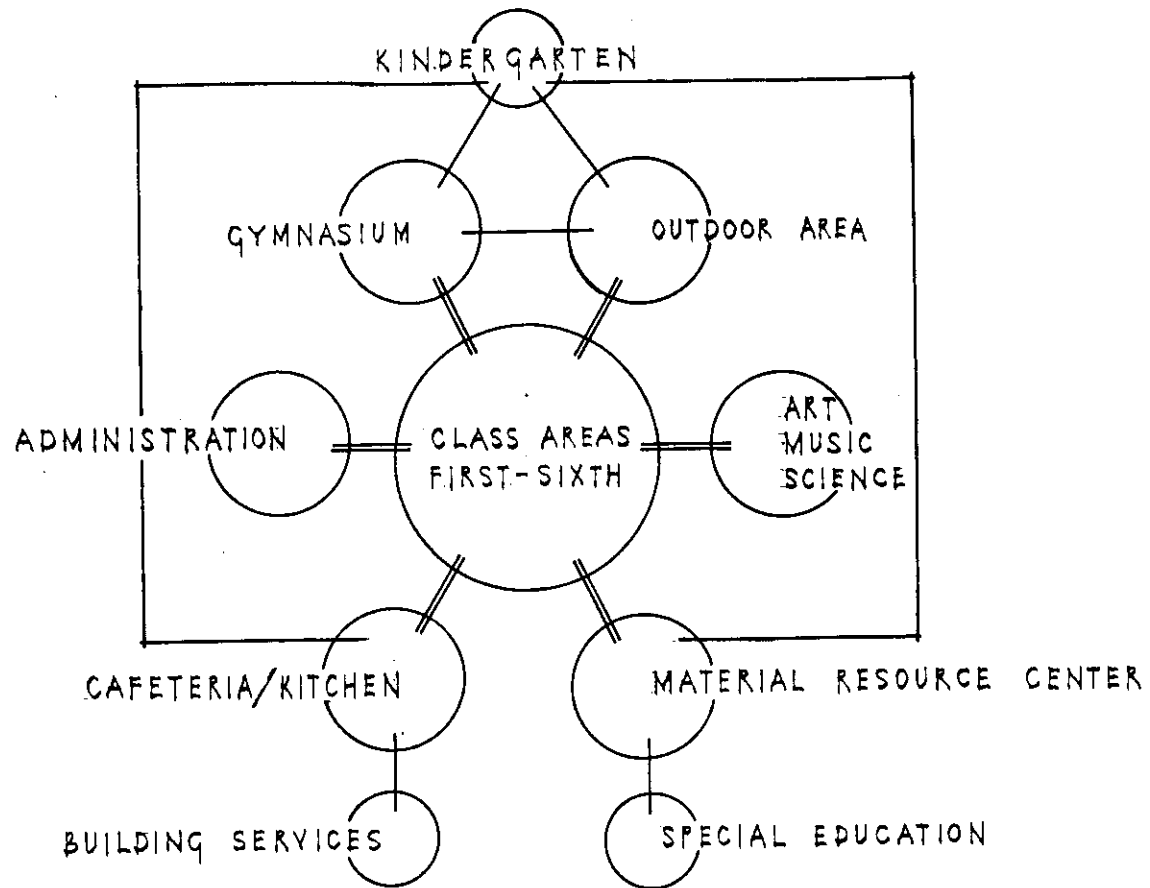 KINDERGARTEN
GYMNASIUM
OUTDOOR AREA
ADMINISTRATION
CLASS AREAS
FIRST-SIXTH
ART
MUSIC
SCIENCE
CAFETERIA/KITCHEN
MATERIAL RESOURCE CENTER
BUILDING SERVICES
SPECIAL EDUCATION